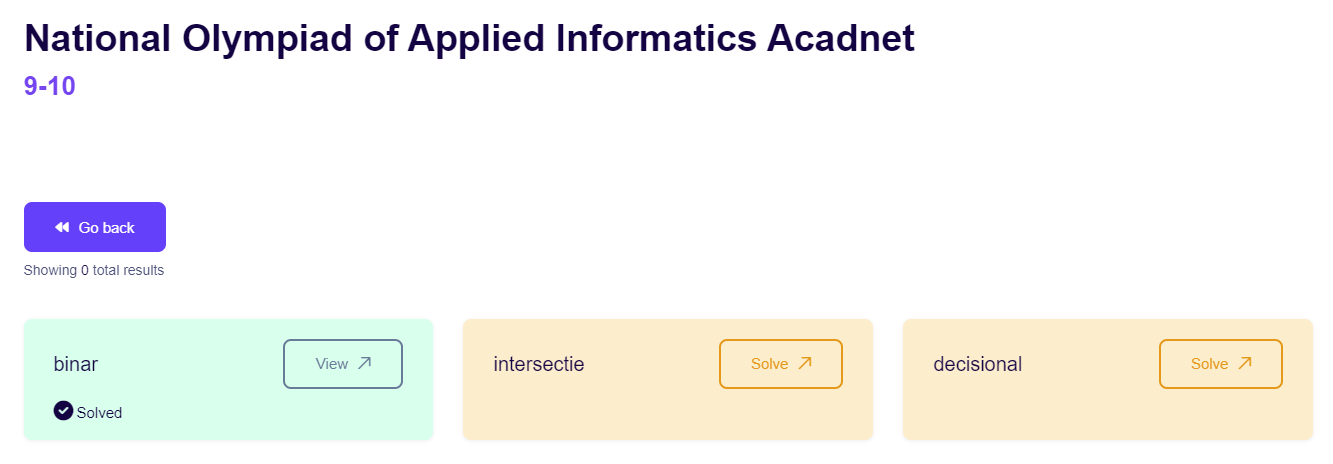 National Olympiad of Applied Informatics Acadnet
9-10
Go back
Showing 0 total results
binar
View
Solved
intersectie
Solve
decisional
Solve